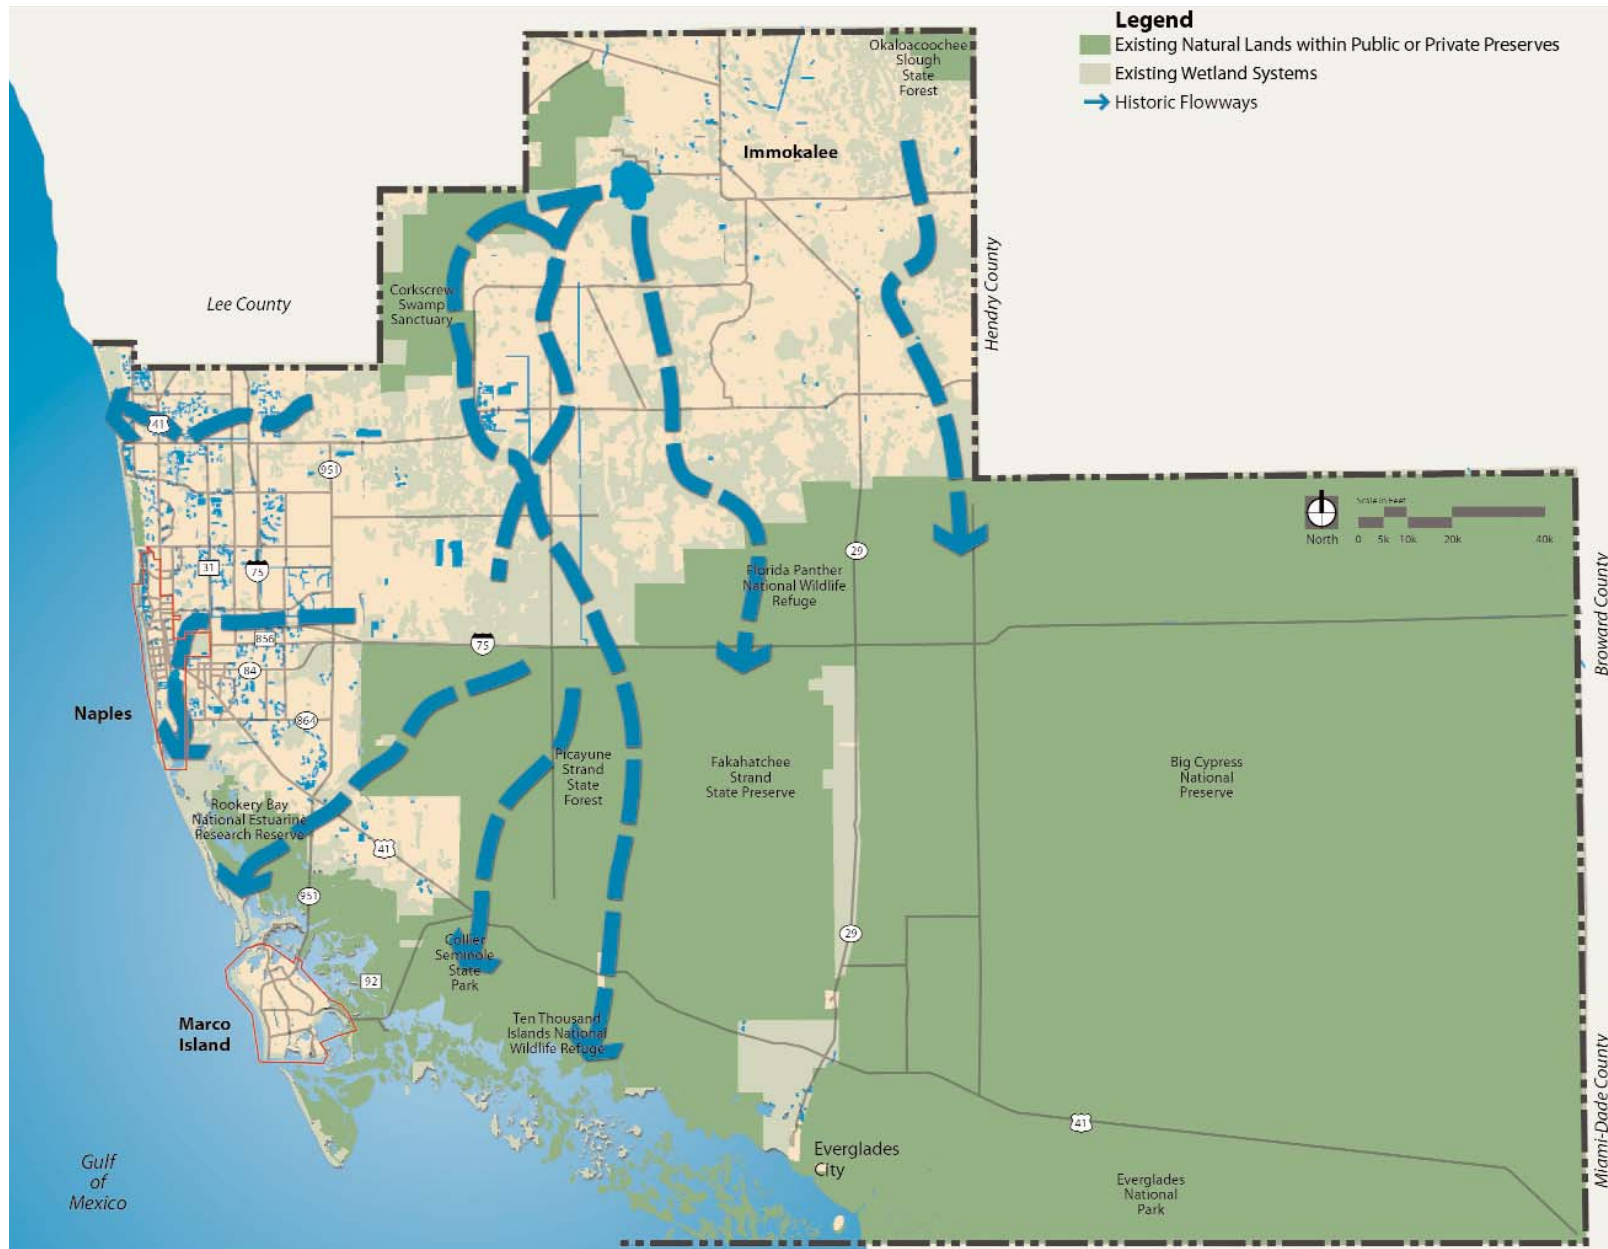 Legend
Existing Natural Lands within Public or Private Preserves
Existing Wetland Systems
Historic Flowways
Okaloacoochee
Slough
State
Forest
Immokalee
Hendry County
Lee County
Corkscrew
Swamp
Sanctuary
41
951
Scale in Feet
North
0 5k 10k 20k 40k
29
31
75
Florida Panther
National Wildlife
Refuge
Broward County
856
75
84
Naples
864
Picayune
Strand
State
Forest
Fakahatchee
Strand
State Preserve
Big Cypress
National
Preserve
Rookery Bay
National Estuarine
Research Reserve
41
951
29
Collier
Seminole
State
Park
92
Marco
Island
Ten Thousand
Islands National
Wildlife Refuge
Miami-Dade County
41
Everglades
City
Gulf
of
Mexico
Everglades
National
Park